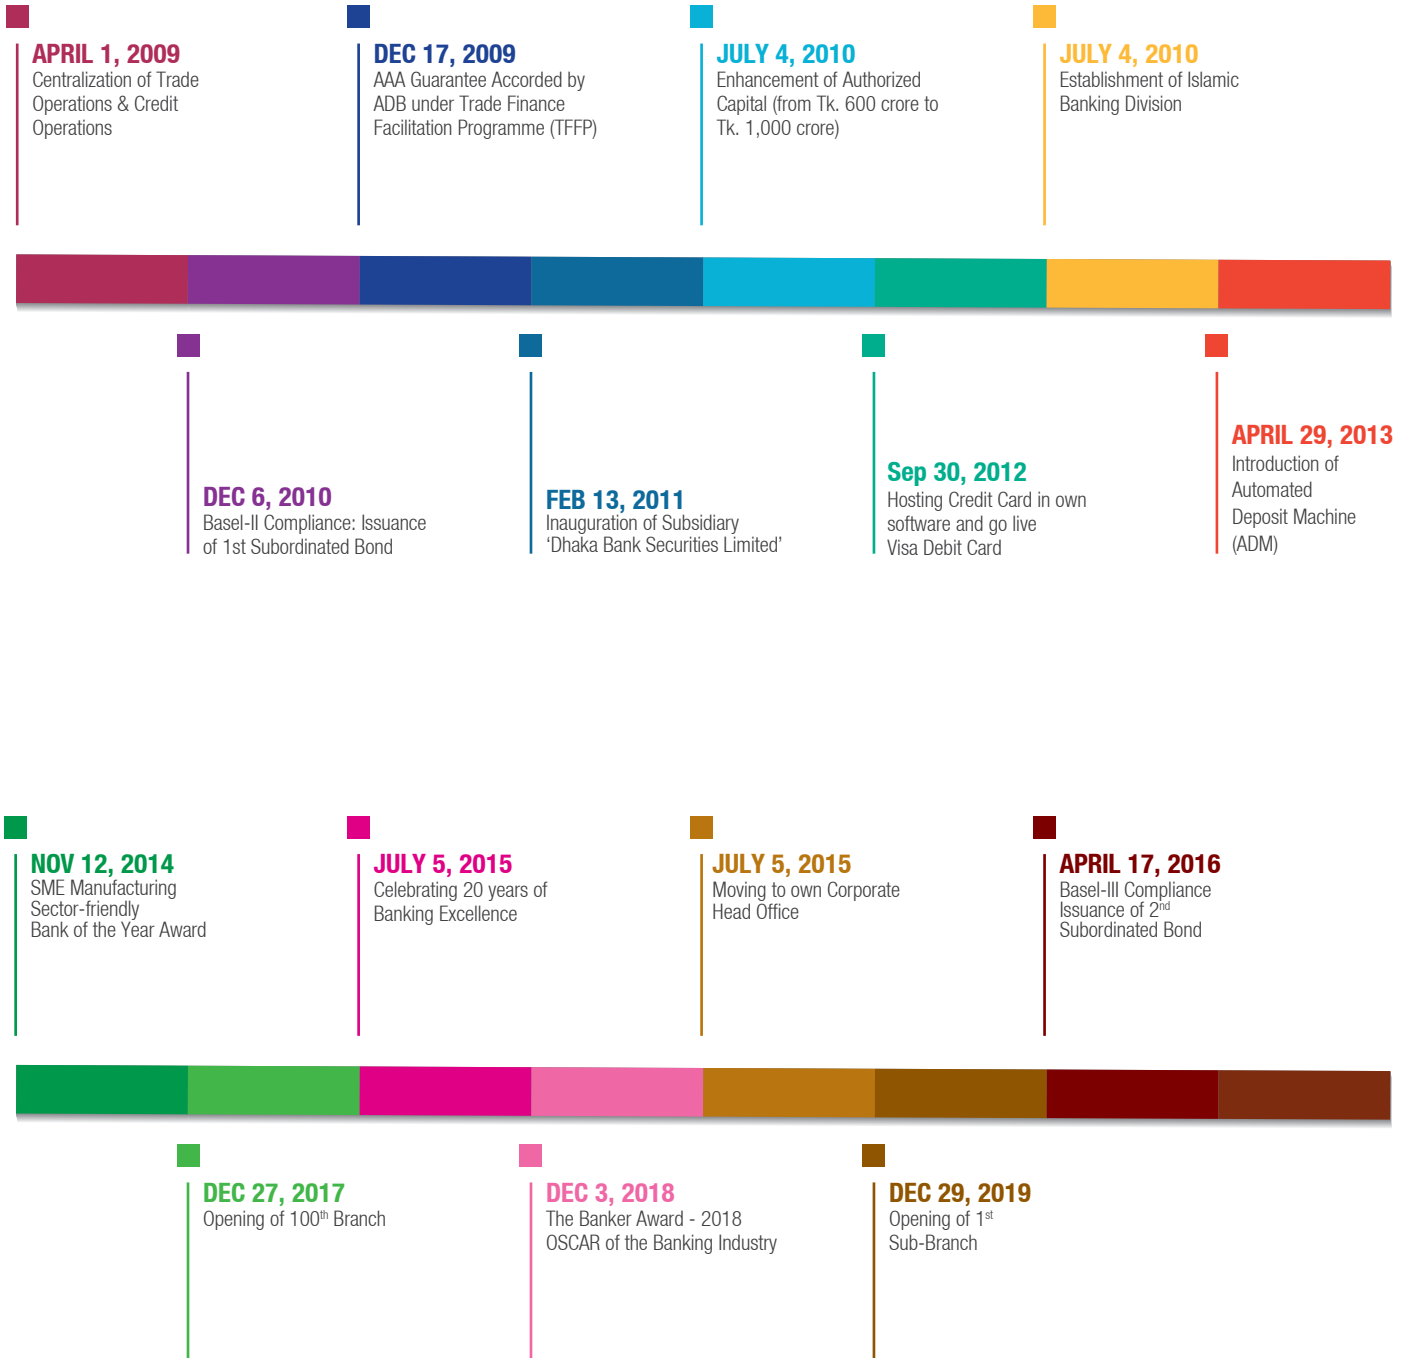 APRIL 1, 2009
Centralization of Trade
Operations & Credit
Operations
DEC 17, 2009
AAA Guarantee Accorded by
ADB under Trade Finance
Facilitation Programme (TFFP)
JULY 4, 2010
Enhancement of Authorized
Capital (from Tk. 600 crore to
Tk. 1,000 crore)
JULY 4, 2010
Establishment of Islamic
Banking Division
DEC 6, 2010
Basel-II Compliance: Issuance
of 1st Subordinated Bond
FEB 13, 2011
Inauguration of Subsidiary
‘Dhaka Bank Securities Limited’
Sep 30, 2012
Hosting Credit Card in own
software and go live
Visa Debit Card
APRIL 29, 2013
Introduction of
Automated
Deposit Machine
(ADM)
NOV 12, 2014
SME Manufacturing
Sector-friendly
Bank of the Year Award
JULY 5, 2015
Celebrating 20 years of
Banking Excellence
JULY 5, 2015
Moving to own Corporate
Head Office
APRIL 17, 2016
Basel-III Compliance
Issuance of 2nd
Subordinated Bond
DEC 27, 2017
Opening of 100th Branch
DEC 3, 2018
The Banker Award - 2018
OSCAR of the Banking Industry
DEC 29, 2019
Opening of 1st
Sub-Branch